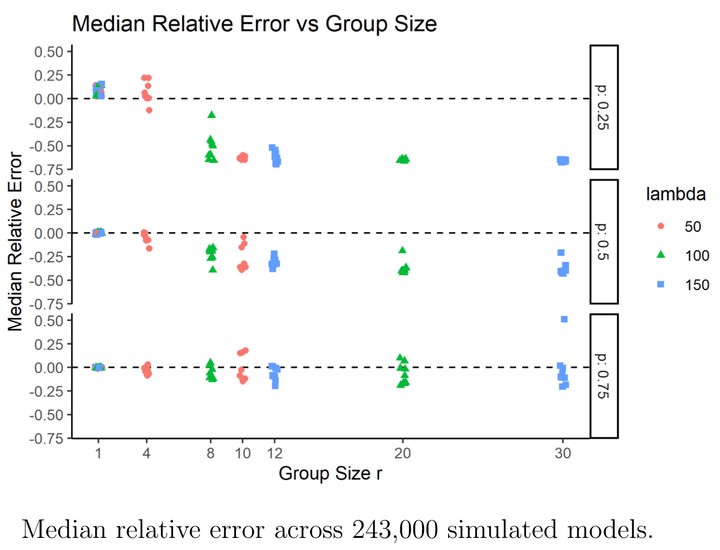 Median Relative Error vs Group Size
Median Relative Error
0.50
0.25
0.00
-0.25
-0.50
-0.75
p: 0.25
0.50
0.25
0.00
-0.25
-0.50
-0.75
p: 0.5
0.50
0.25
0.00
-0.25
-0.50
-0.75
p: 0.75
1 4 8 10 12 20 30
Group Size r
lambda
50
100
150
Median relative error across 243,000 simulated models.